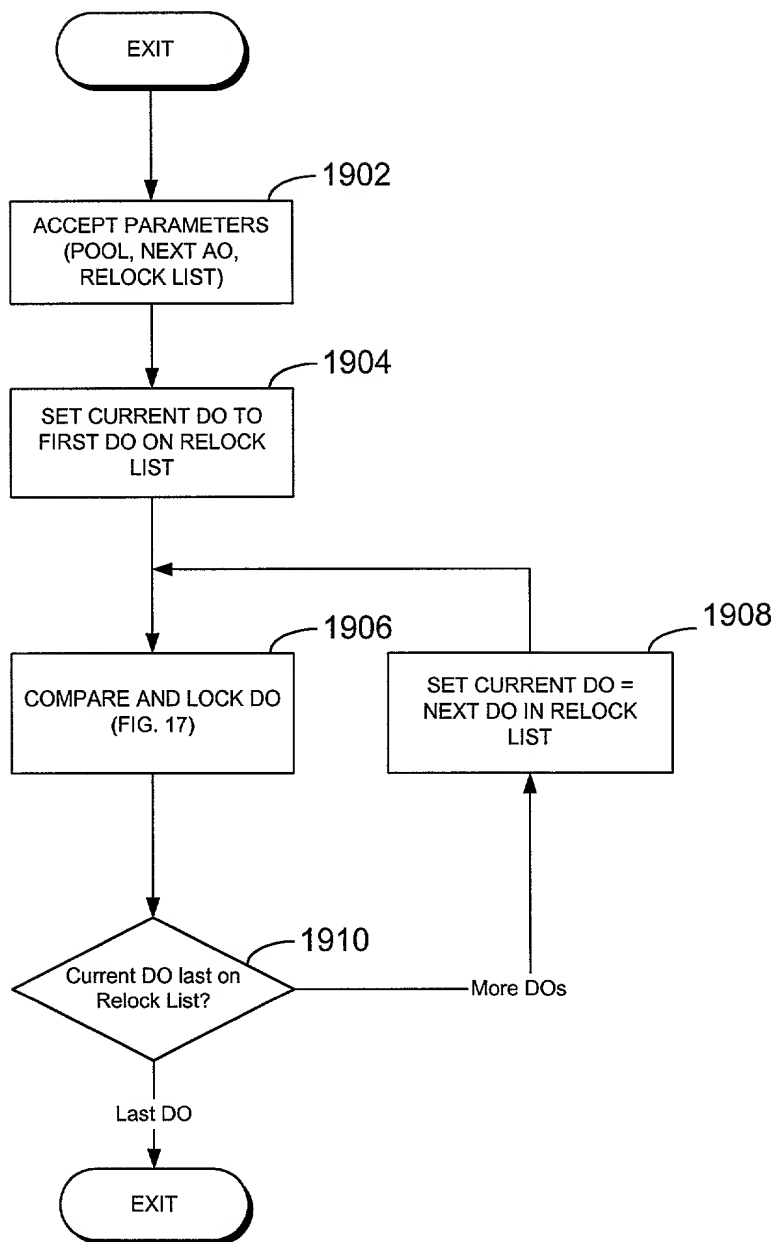 EXIT
1902
ACCEPT PARAMETERS
(POOL, NEXT AO,
RELOCK LIST)
1904
SET CURRENT DO TO
FIRST DO ON RELOCK
LIST
1906
COMPARE AND LOCK DO
(FIG. 17)
1908
SET CURRENT DO =
NEXT DO IN RELOCK
LIST
1910
Current DO last on
Relock List?
More DOs
Last DO
EXIT